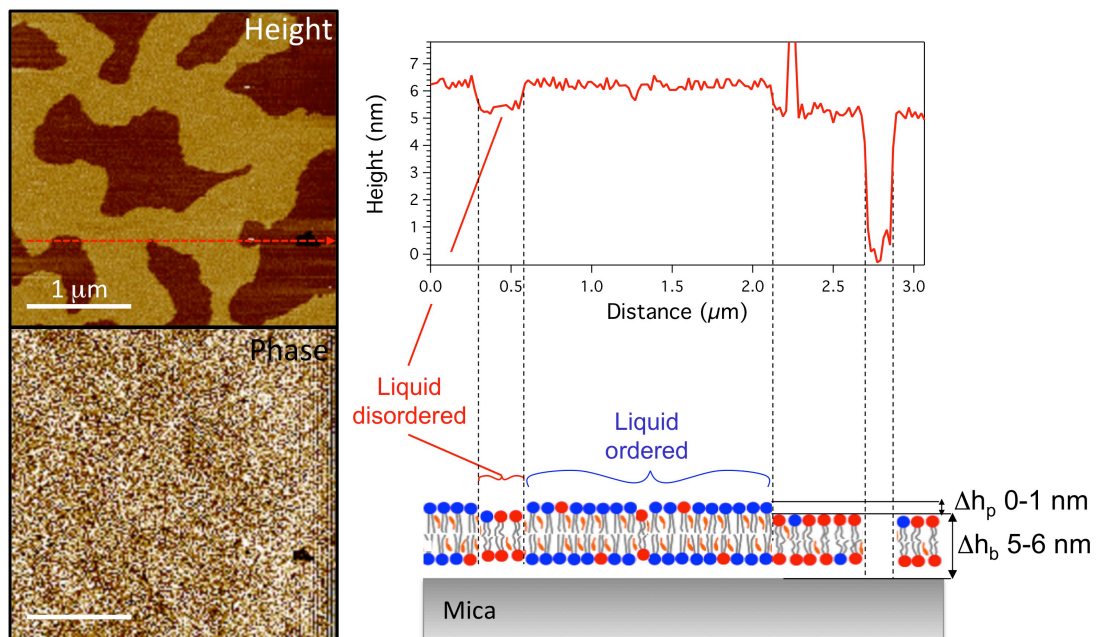 Height
1 μm
Phase
Height (nm)
7
6
5
4
3
2
1
0
0.0
0.5
1.0
1.5
2.0
2.5
3.0
Distance (μm)
Liquid
disordered
Liquid
ordered
Δhp 0-1 nm
Δhb 5-6 nm
Mica